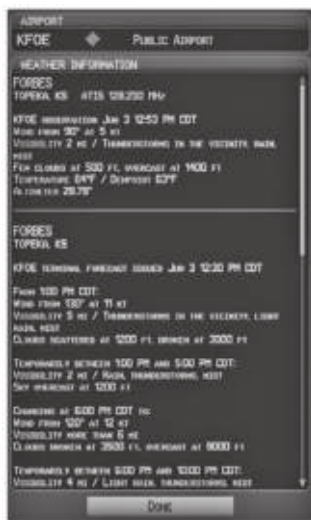 AIRPORT
KFOE Public Airport
WEATHER INFORMATION
FORBES
TOPEKA, KS ATIS 128.250 MHz
KFOE observation Jun 3 12:53 PM CDT
Wind from 90° at 5 kt
Visibility 2 mi / Thunderstorms in the vicinity, rain,
mist
Few clouds at 500 ft, overcast at 1400 ft
Temperature 64°F / Dewpoint 63°F
Altimeter 29.79"
FORBES
TOPEKA, KS
KFOE terminal forecast issued Jun 3 12:20 PM CDT
From 1:00 PM CDT:
Wind from 130° at 11 kt
Visibility 5 mi / Thunderstorms in the vicinity, light
rain, mist
Clouds scattered at 1200 ft, broken at 2000 ft
Temporarily between 1:00 PM and 5:00 PM CDT:
Visibility 2 mi / Rain, thunderstorms, mist
Sky overcast at 1200 ft
Changing at 6:00 PM CDT to:
Wind from 120° at 12 kt
Visibility more than 6 mi
Clouds broken at 3500 ft, overcast at 8000 ft
Temporarily between 6:00 PM and 10:00 PM CDT:
Visibility 4 mi / Light rain, thunderstorms, mist
Done